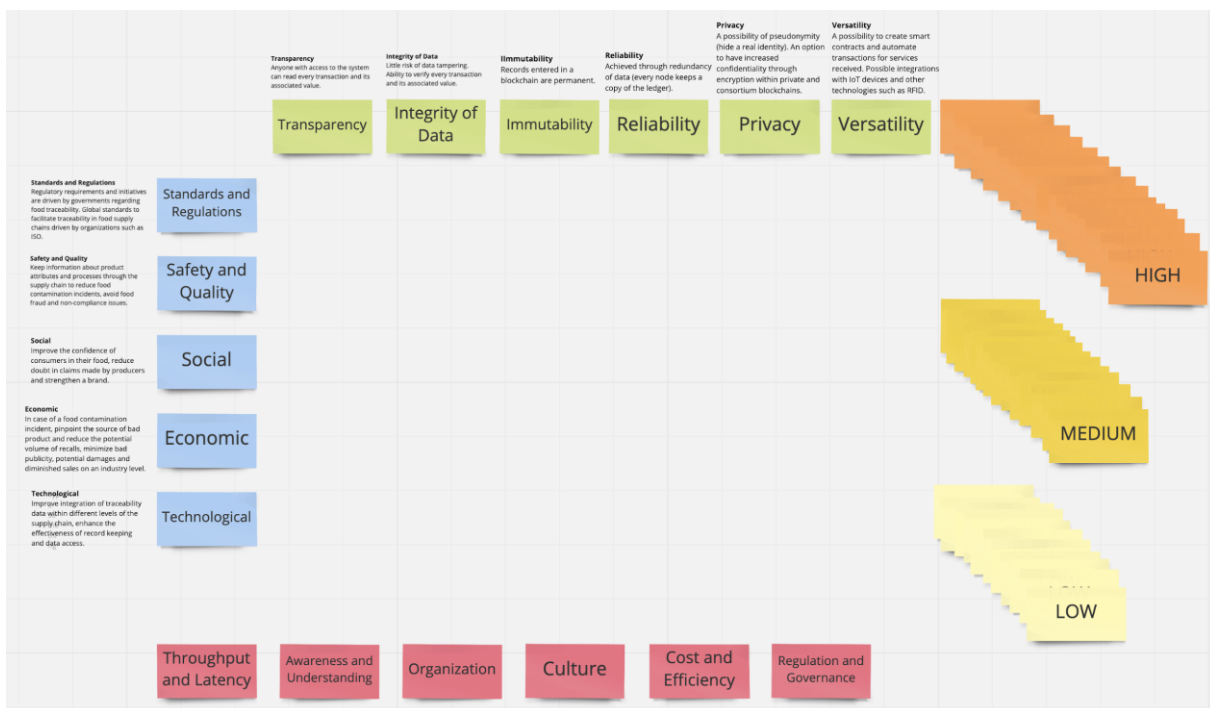 Transparency
Anyone with access to the system
can read every transaction and its
associated value.
Integrity of Data
Little risk of data tampering.
Ability to verify every transaction
and its associated value.
IImmutability
Records entered in a
blockchain are permanent.
Reliability
Achieved through redundancy
of data (every node keeps a
copy of the ledger).
Privacy
A possibility of pseudonymity
(hide a real identity). An option
to have increased
confidentiality through
encryption within private and
consortium blockchains.
Versatility
A possibility to create smart
contracts and automate
transactions for services
received. Possible integrations
with IoT devices and other
technologies such as RFID.
Transparency
Integrity of
Data
Immutability
Reliability
Privacy
Versatility
Standards and Regulations
Regulatory requirements and initiatives
are driven by governments regarding
food traceability. Global standards to
facilitate traceability in food supply
chains driven by organizations such as
ISO.
Standards and
Regulations
Safety and Quality
Keep information about product
attributes and processes through the
supply chain to reduce food
contamination incidents, avoid food
fraud and non-compliance issues.
Safety and
Quality
HIGH
Social
Improve the confidence of
consumers in their food, reduce
doubt in claims made by producers
and strengthen a brand.
Social
Economic
In case of a food contamination
incident, pinpoint the source of bad
product and reduce the potential
volume of recalls, minimize bad
publicity, potential damages and
diminished sales on an industry level.
Economic
MEDIUM
Technological
Improve integration of traceability
data within different levels of the
supply chain, enhance the
effectiveness of record keeping
and data access.
Technological
LOW
Throughput
and Latency
Awareness and
Understanding
Organization
Culture
Cost and
Efficiency
Regulation and
Governance